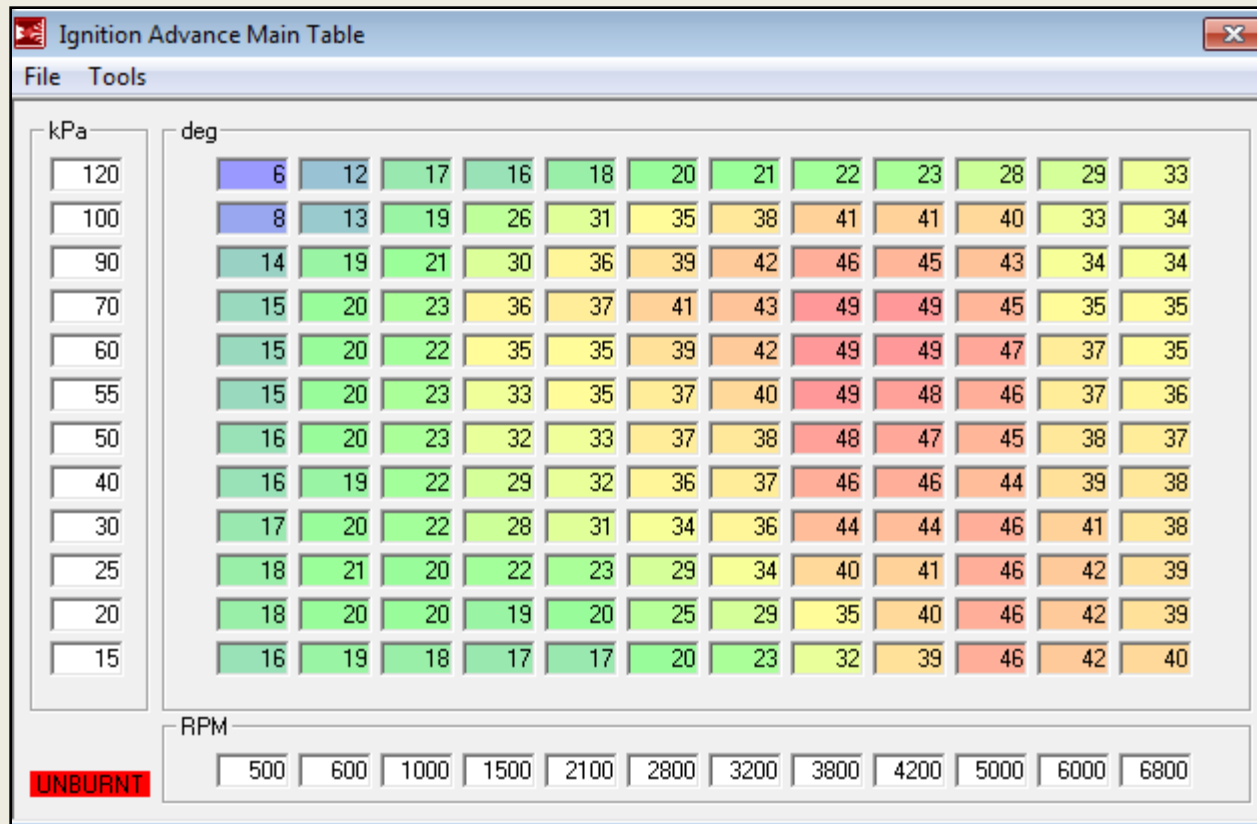 Ignition Advance Main Table
File Tools
kPa deg
120 6 12 17 16 18 20 21 22 23 28 29 33
100 8 13 19 26 31 35 38 41 41 40 33 34
90 14 19 21 30 36 39 42 46 45 43 34 34
70 15 20 23 36 37 41 43 49 49 45 35 35
60 15 20 22 35 35 39 42 49 49 47 37 35
55 15 20 23 33 35 37 40 49 48 46 37 36
50 16 20 23 32 33 37 38 48 47 45 38 37
40 16 19 22 29 32 36 37 46 46 44 39 38
30 17 20 22 28 31 34 36 44 44 46 41 38
25 18 21 20 22 23 29 34 40 41 46 42 39
20 18 20 20 19 20 25 29 35 40 46 42 39
15 16 19 18 17 17 20 23 32 39 46 42 40
RPM
500 600 1000 1500 2100 2800 3200 3800 4200 5000 6000 6800
UNBURNT